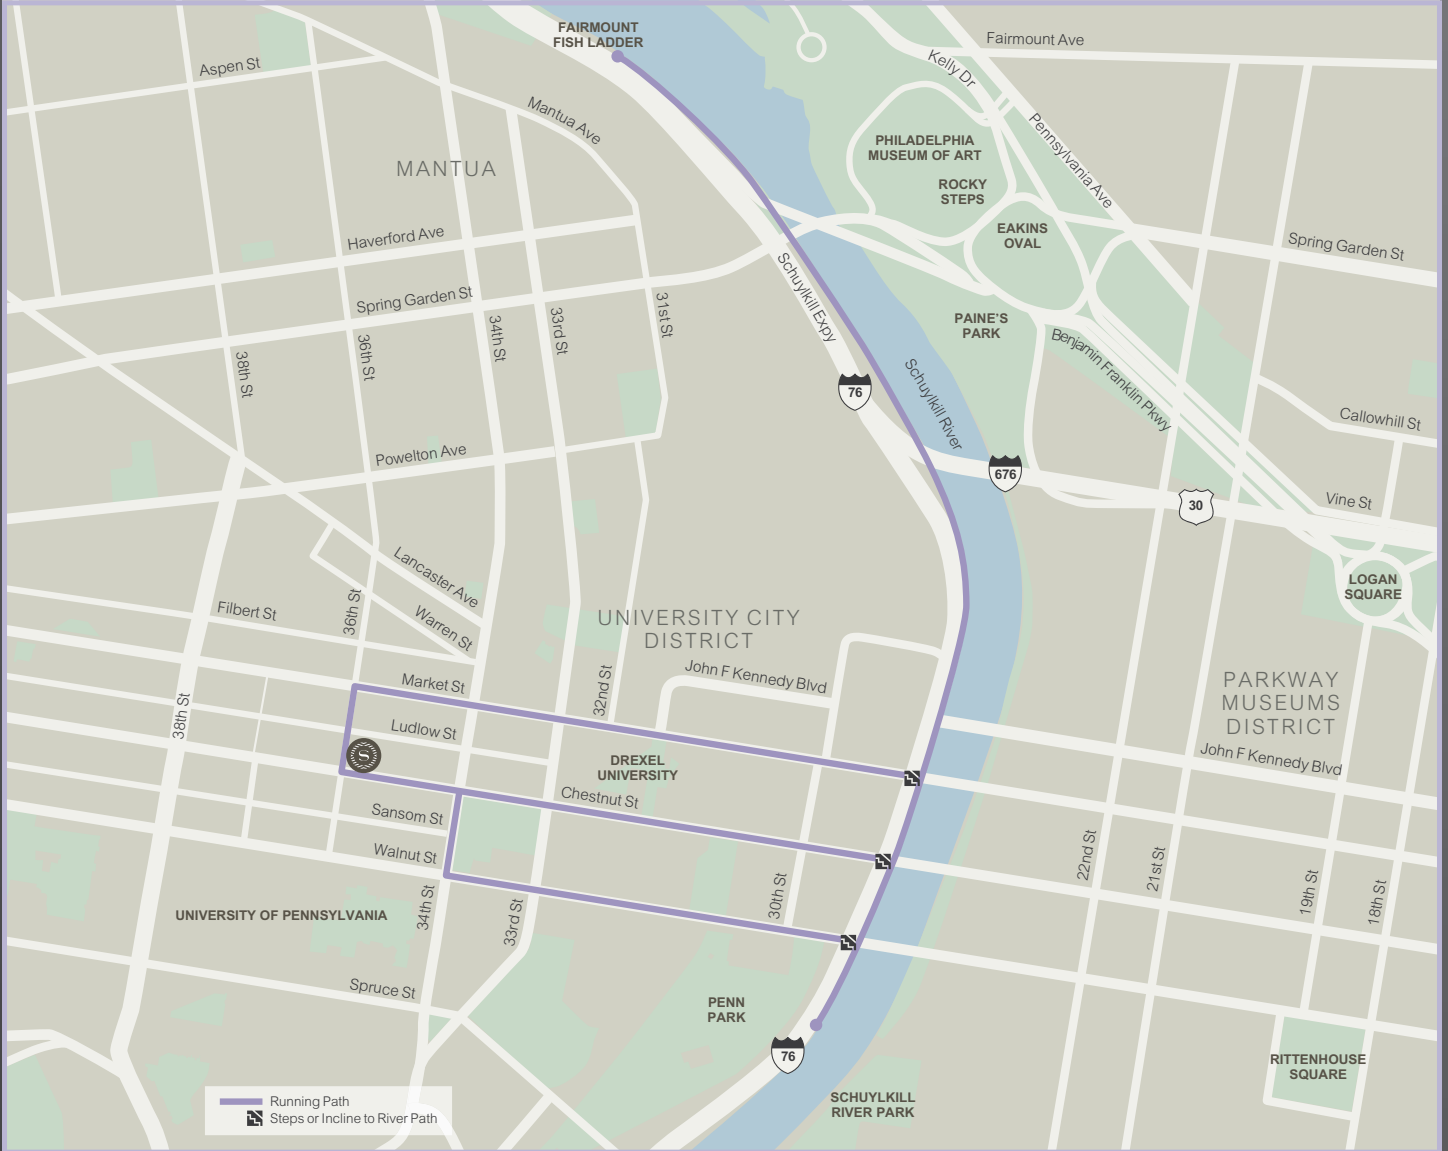 FAIRMOUNT
FISH LADDER
Fairmount Ave
Kelly Dr
Aspen St
Mantua Ave
Pennsylvania Ave
PHILADELPHIA
MUSEUM OF ART
MANTUA
ROCKY
STEPS
EAKINS
OVAL
Haverford Ave
Spring Garden St
Schuylkill Expy
Spring Garden St
31st St
33rd St
34th St
36th St
38th St
PAINE'S
PARK
Benjamin Franklin Pkwy
76
Schuylkill River
Callowhill St
Powelton Ave
676
30
Vine St
Lancaster Ave
LOGAN
SQUARE
Filbert St
36th St
Warren St
UNIVERSITY CITY
DISTRICT
John F Kennedy Blvd
32nd St
Market St
PARKWAY
MUSEUMS
DISTRICT
38th St
Ludlow St
S
John F Kennedy Blvd
DREXEL
UNIVERSITY
Chestnut St
Sansom St
Walnut St
22nd St
21st St
19th St
18th St
30th St
34th St
33rd St
UNIVERSITY OF PENNSYLVANIA
Spruce St
PENN
PARK
76
RITTENHOUSE
SQUARE
SCHUYLKILL
RIVER PARK
Running Path
Steps or Incline to River Path